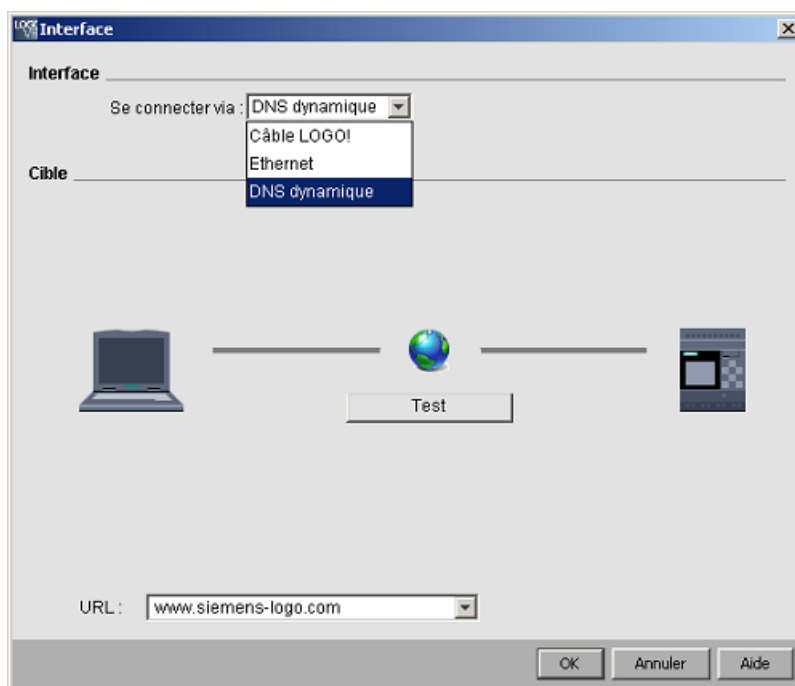 Interface
Interface
Se connecter via : DNS dynamique
Câble LOGO!
Ethernet
DNS dynamique
Cible
Test
URL : www.siemens-logo.com
OK Annuler Aide